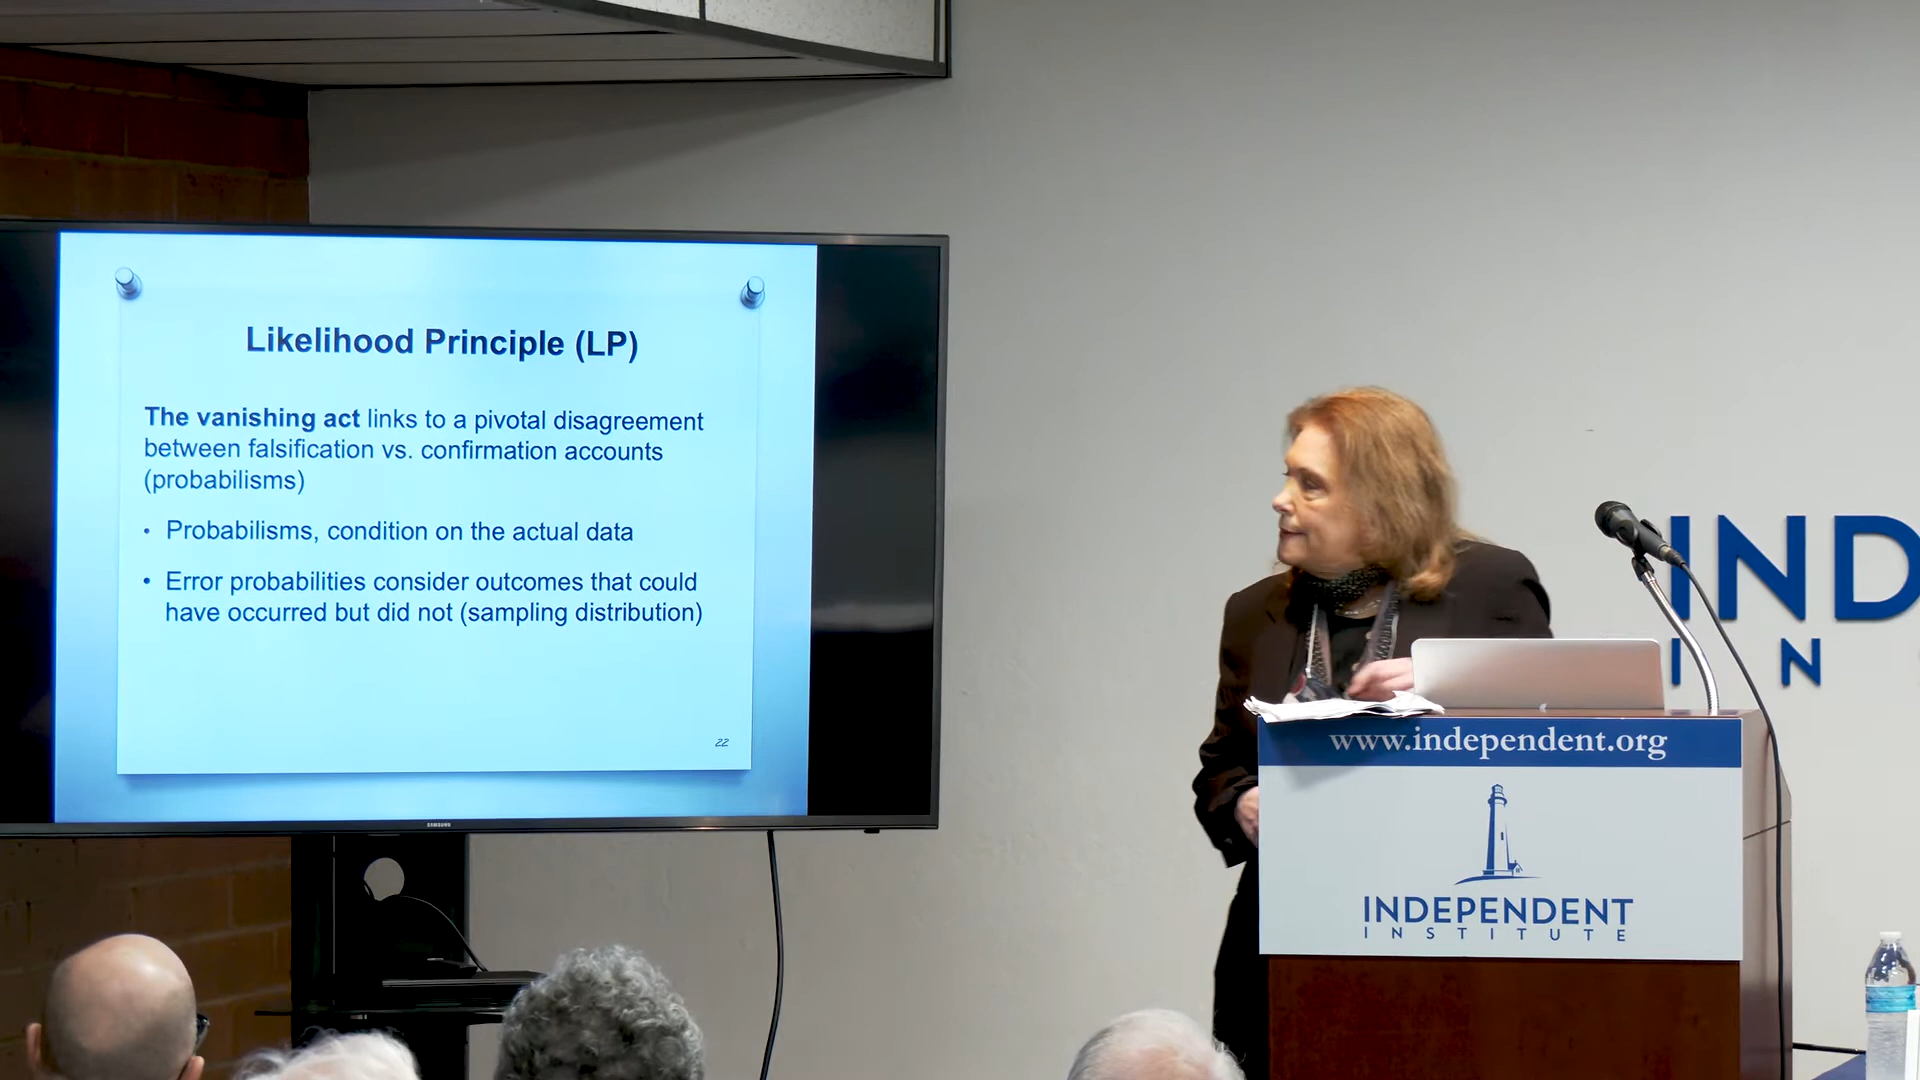 Likelihood Principle (LP)
The vanishing act links to a pivotal disagreement
between falsification vs. confirmation accounts
(probabilisms)
• Probabilisms, condition on the actual data
• Error probabilities consider outcomes that could
have occurred but did not (sampling distribution)
22
SAMSUNG
IND
I N
www.independent.org
INDEPENDENT
INSTITUTE